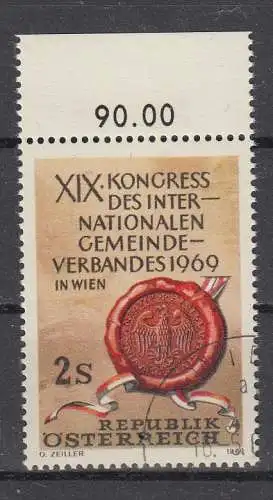 90.00
XIX. KONGRESS
DES INTER—
NATIONALEN
GEMEINDE—
VERBANDES 1969
IN WIEN
2S
REPUBLIK
ÖSTERREICH
O. ZEILLER